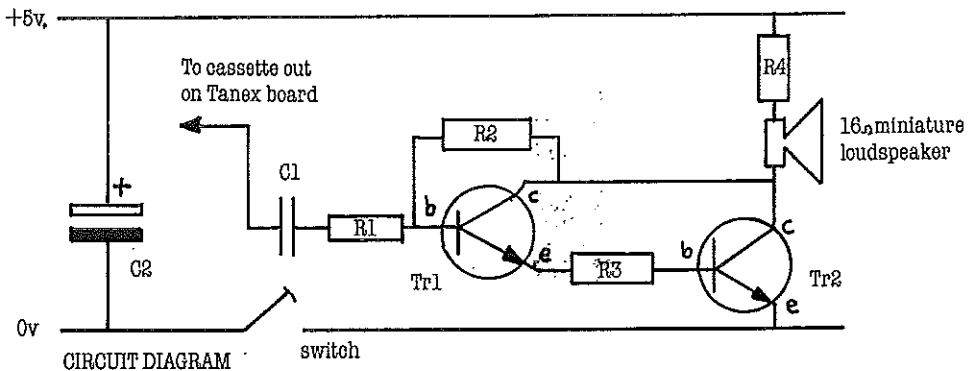 +5v.
R4
To cassette out
on Tanex board
R2
16Ω miniature
loudspeaker
C1
+
b
c
c
R1
e
R3
b
C2
Tr1
Tr2
e
0v
switch
CIRCUIT DIAGRAM